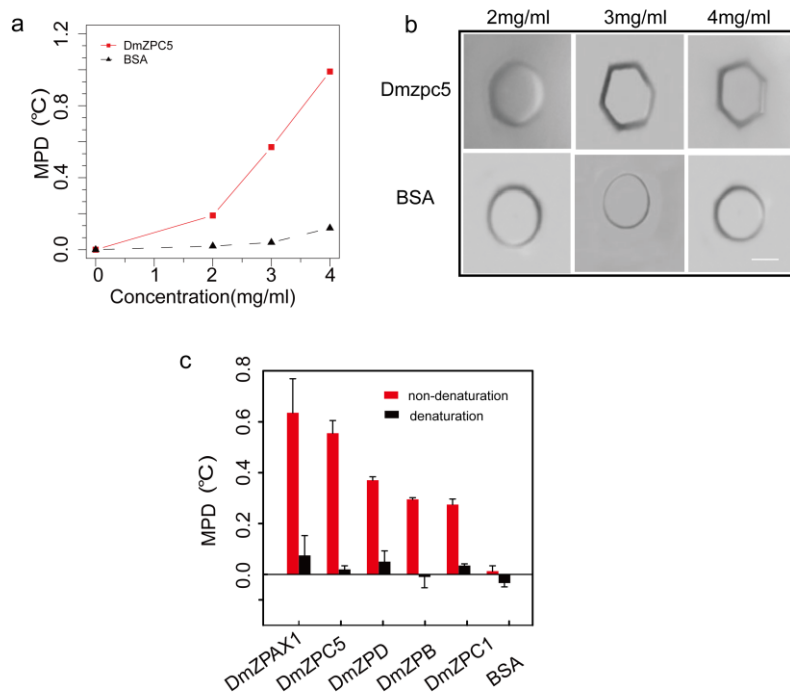 a
1.2
0.8
0.4
0.0
MPD (℃)
DmZPC5
BSA
0 1 2 3 4
Concentration(mg/ml)
b
2mg/ml 3mg/ml 4mg/ml
Dmzpc5
BSA
c
0.8
0.6
0.4
0.2
0.0
MPD (℃)
non-denaturation
denaturation
DmZPAX1 DmZPC5 DmZPD DmZPB DmZPC1 BSA